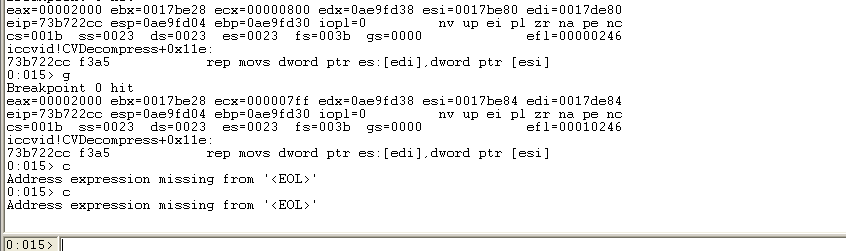 eax=00002000 ebx=0017be28 ecx=00000800 edx=0ae9fd38 esi=0017be80 edi=0017de80
eip=73b722cc esp=0ae9fd04 ebp=0ae9fd30 iopl=0 nv up ei pl zr na pe nc
cs=001b ss=0023 ds=0023 es=0023 fs=003b gs=0000 efl=00000246
iccvid!CVDecompress+0x11e:
73b722cc f3a5 rep movs dword ptr es:[edi],dword ptr [esi]
0:015> g
Breakpoint 0 hit
eax=00002000 ebx=0017be28 ecx=000007ff edx=0ae9fd38 esi=0017be84 edi=0017de84
eip=73b722cc esp=0ae9fd04 ebp=0ae9fd30 iopl=0 nv up ei pl zr na pe nc
cs=001b ss=0023 ds=0023 es=0023 fs=003b gs=0000 efl=00010246
iccvid!CVDecompress+0x11e:
73b722cc f3a5 rep movs dword ptr es:[edi],dword ptr [esi]
0:015> c
Address expression missing from '<EOL>'
0:015> c
Address expression missing from '<EOL>'
0:015>